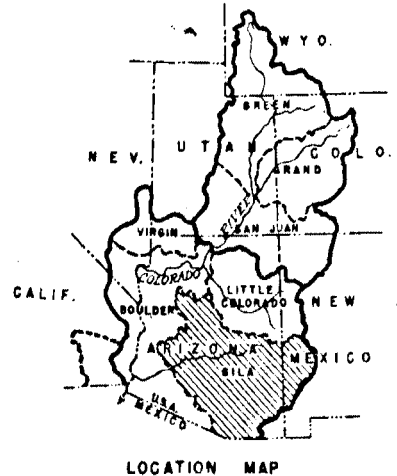 WYO.
GREEN
UTAH
COLO.
NEV.
GRAND
RIVER
VIRGIN
SAN JUAN
COLORADO
CALIF.
LITTLE
COLORADO
NEW
BOULDER
ARIZONA
MEXICO
GILA
U.S.A.
MEXICO
LOCATION MAP